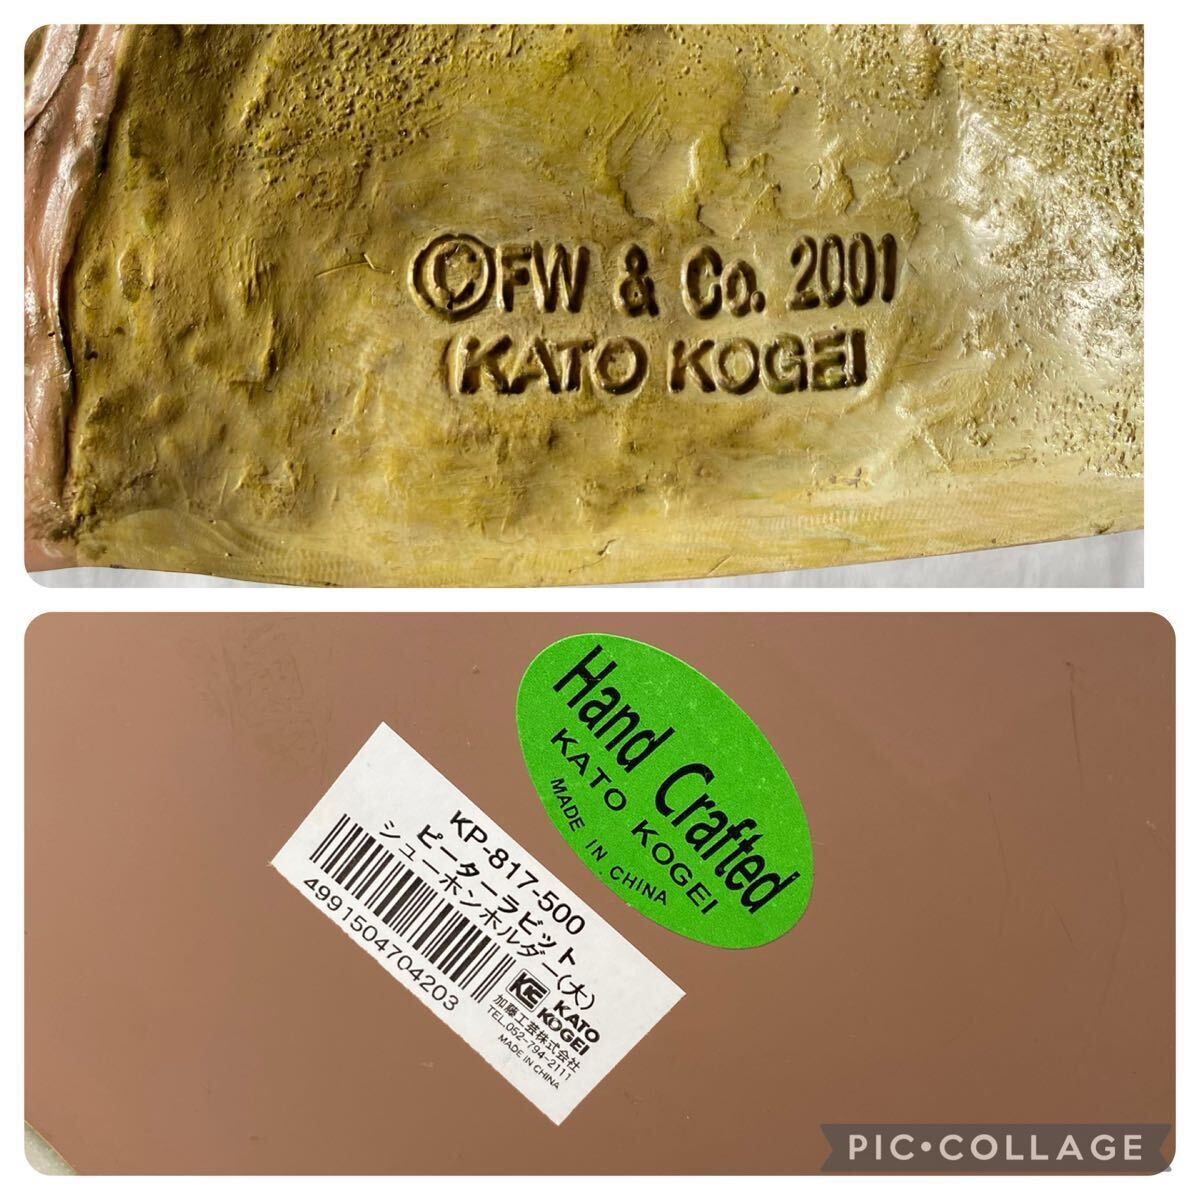 ©FW & Co. 2001
KATO KOGEI
Hand Crafted
KATO KOGEI
MADE IN CHINA
KP-817-500
ピーターラビット
シューホンホルダー(大)
4991504704203
KATO
KOGEI
加藤工芸株式会社
TEL.052-794-2111
MADE IN CHINA
PIC•COLLAGE